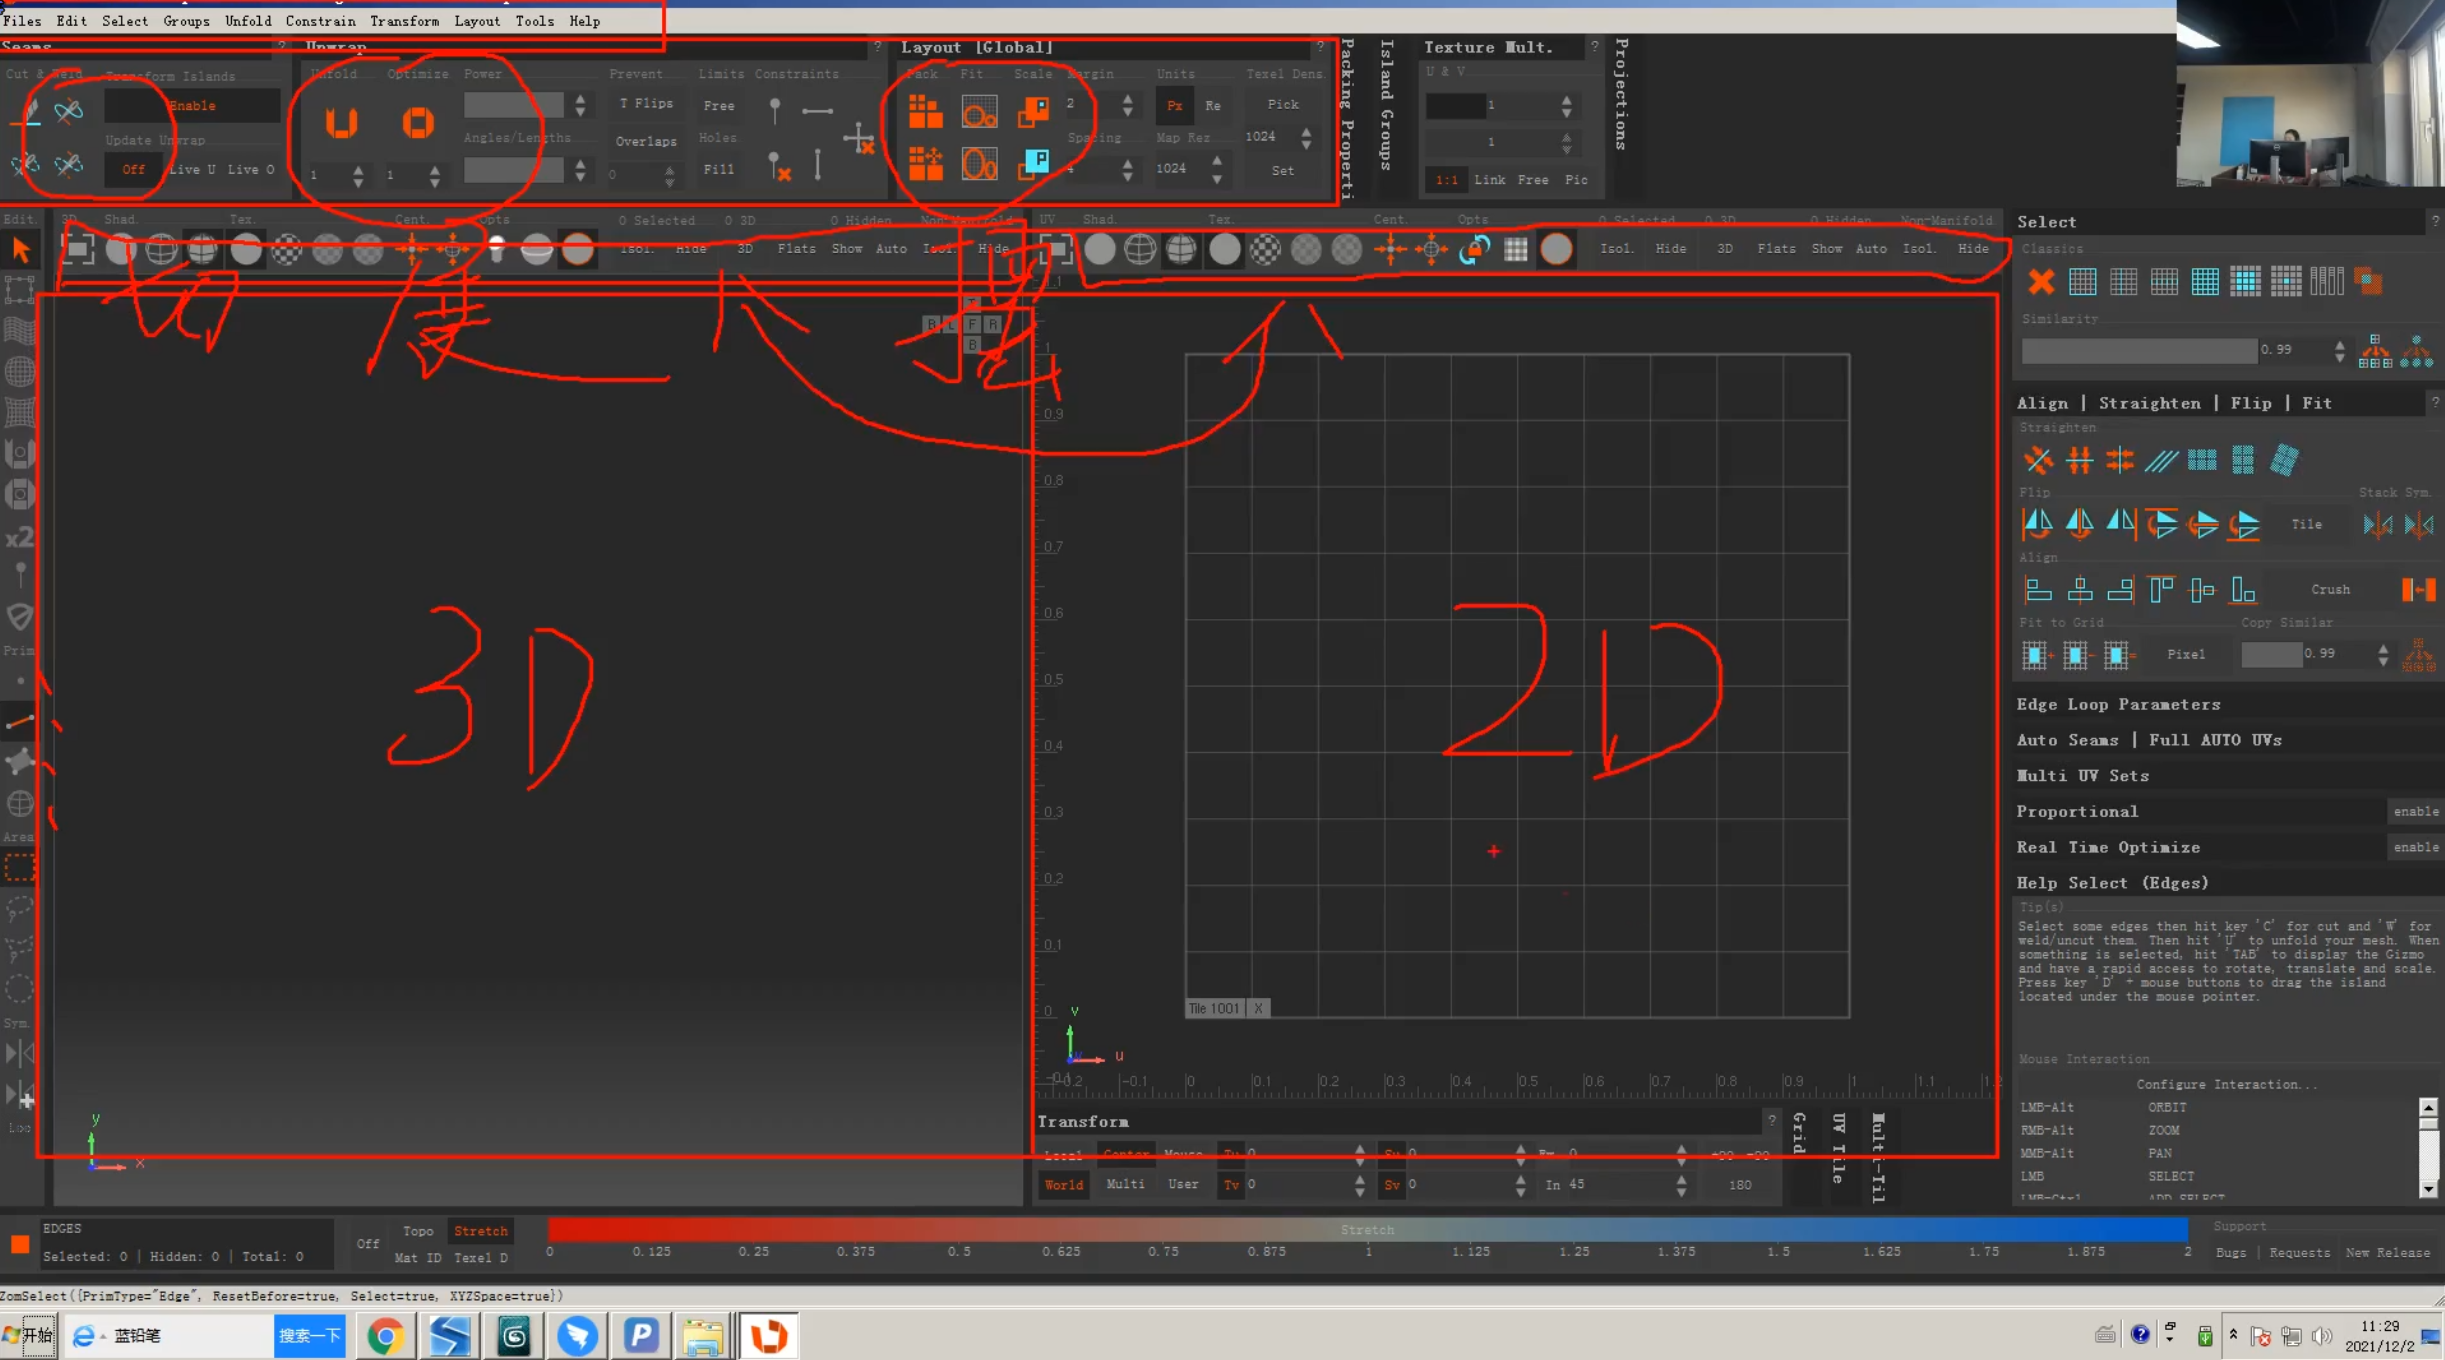 Files Edit Select Groups Unfold Constrain Transform Layout Tools Help
Seams ? Unwrap ? Layout [Global] ? Texture Mult. ?
Packing Properti
Island Groups
Projections
Cut & Weld Transform Islands
Enable
Update Unwrap
Off Live U Live O
Unfold Optimize Power Prevent Limits Constraints
T Flips Free
Angles/Lengths Overlaps Holes
1 1 0 Fill
Pack Fit Scale Margin Units Texel Dens.
2 Px Re Pick
Spacing Map Rez 1024
4 1024 Set
U & V
1
1
1:1 Link Free Pic
Edit. 3D Shad. Tex. Cent. Opts 0 Selected 0 3D 0 Hidden Non-Manifold
Isol. Hide 3D Flats Show Auto Isol. Hide
UV Shad. Tex. Cent. Opts 0 Selected 0 3D 0 Hidden Non-Manifold
Isol. Hide 3D Flats Show Auto Isol. Hide
切 展
B F R
B
3D
2D
x2
Prim
Area
Sym.
Loc
y
x
1.1
1
0.9
0.8
0.7
0.6
0.5
0.4
0.3
0.2
0.1
0
Tile 1001 X
v
u
-0.2 -0.1 0 0.1 0.2 0.3 0.4 0.5 0.6 0.7 0.8 0.9 1 1.1
Transform ?
Grid
UV Tile
Multi-Til
Local Center Mouse Tu 0 Su 0 0
World Multi User Tv 0 Sv 0 In 45 180
Select ?
Classics
Similarity
0.99
Align | Straighten | Flip | Fit ?
Straighten
Flip Stack Sym.
Tile
Align
Crush
Fit to Grid Copy Similar
Pixel 0.99
Edge Loop Parameters
Auto Seams | Full AUTO UVs
Multi UV Sets
Proportional enable
Real Time Optimize enable
Help Select (Edges)
Tip(s)
Select some edges then hit key 'C' for cut and 'W' for
weld/uncut them. Then hit 'U' to unfold your mesh. When
something is selected, hit 'TAB' to display the Gizmo
and have a rapid access to rotate, translate and scale.
Press key 'D' + mouse buttons to drag the island
located under the mouse pointer.
Mouse Interaction
Configure Interaction...
LMB-Alt ORBIT
RMB-Alt ZOOM
MMB-Alt PAN
LMB SELECT
LMB-Ctrl ADD SELECT
EDGES
Selected: 0 | Hidden: 0 | Total: 0
Off Topo Stretch
Mat ID Texel D
Stretch
0 0.125 0.25 0.375 0.5 0.625 0.75 0.875 1 1.125 1.25 1.375 1.5 1.625 1.75 1.875 2
Support
Bugs | Requests New Release
ZomSelect({PrimType="Edge", ResetBefore=true, Select=true, XYZSpace=true})
开始 蓝铅笔 搜索一下
11:29
2021/12/2